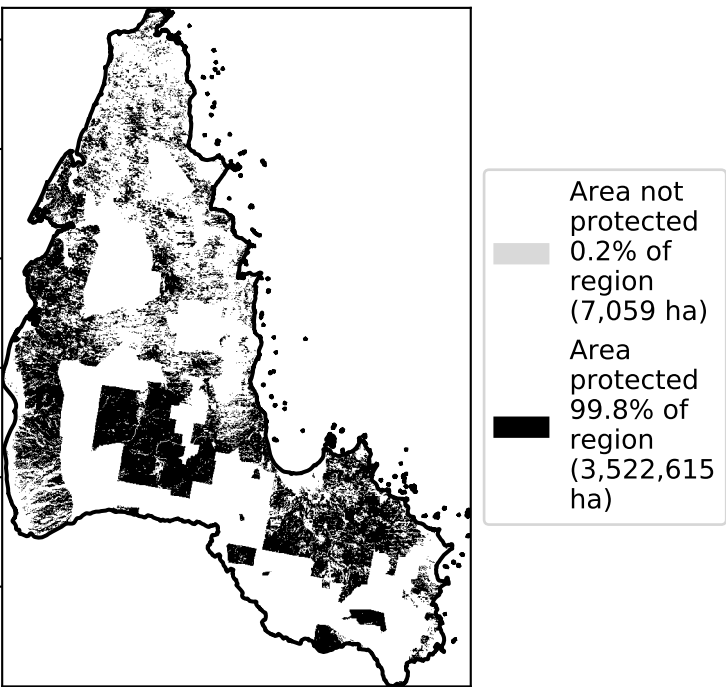 Area not
protected
0.2% of
region
(7,059 ha)
Area
protected
99.8% of
region
(3,522,615
ha)